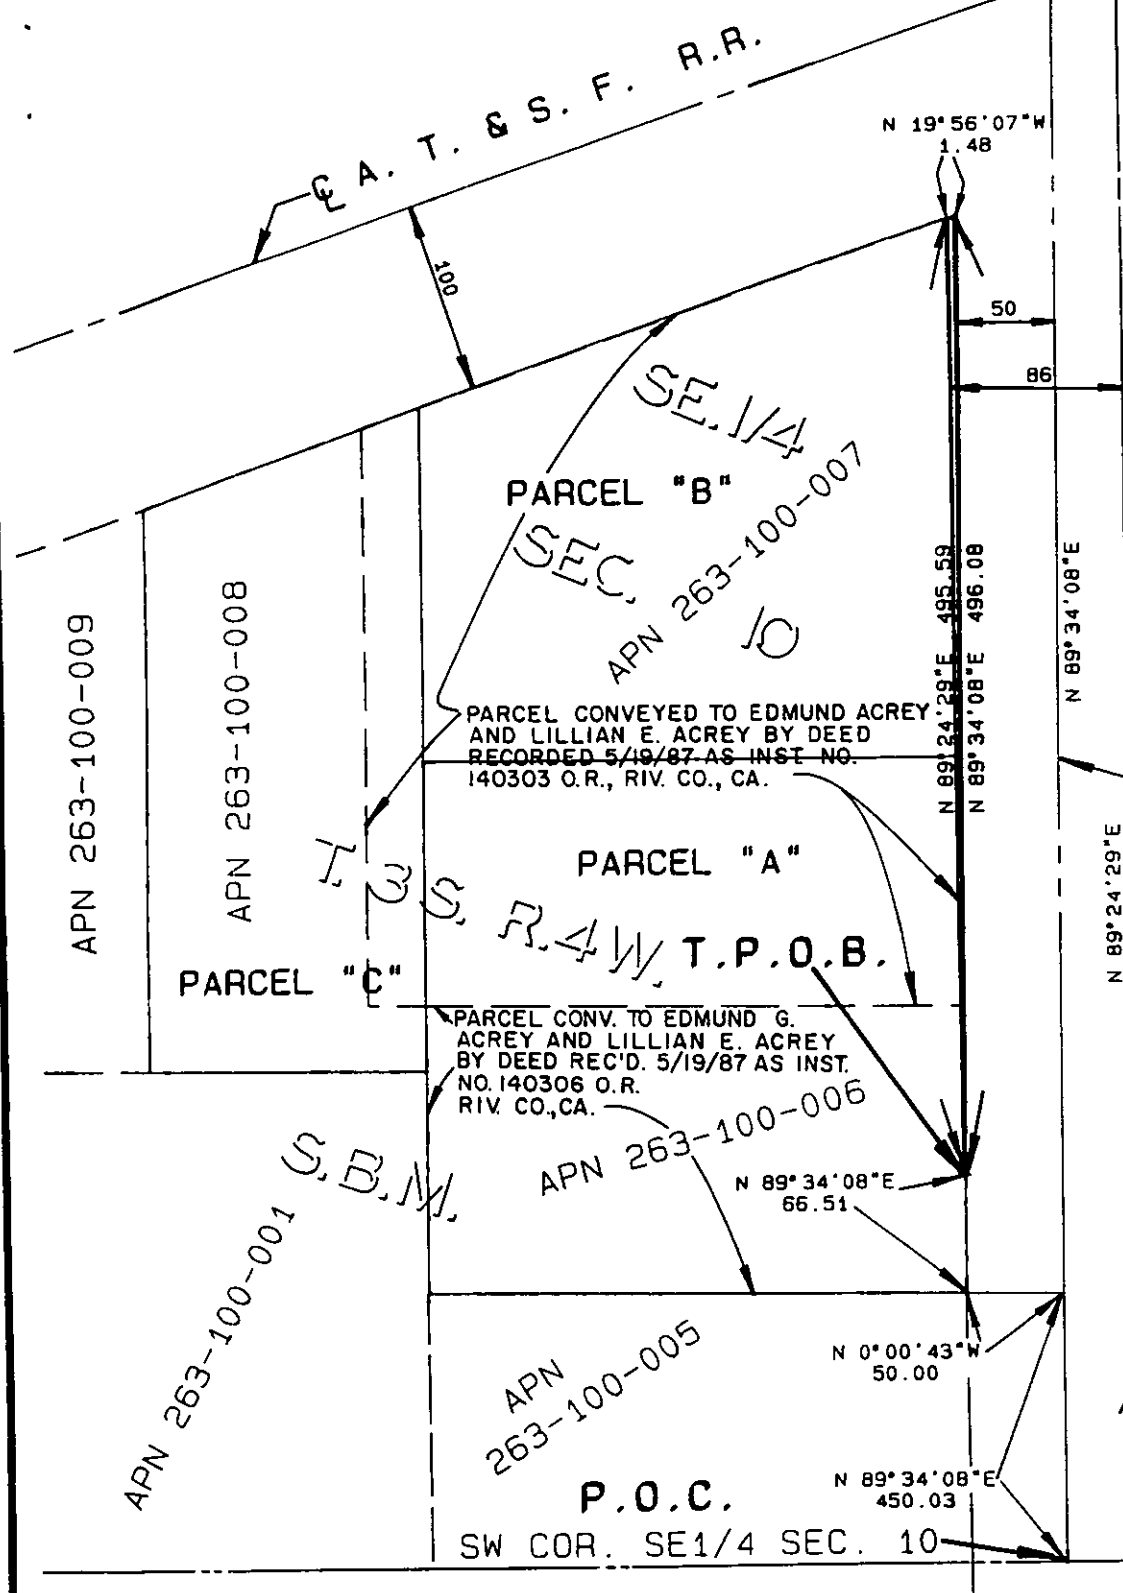 ℄ A. T. & S. F. R.R.
N 19°56'07"W
1.48
100
50
86
SE. 1/4
SEC. 10
T. 3 S. R. 4 W.
S.B.M.
PARCEL "B"
APN 263-100-007
APN 263-100-009
APN 263-100-008
N 89°24'29"E 495.59
N 89°34'08"E 496.08
N 89°34'08"E
N 89°24'29"E
PARCEL CONVEYED TO EDMUND ACREY
AND LILLIAN E. ACREY BY DEED
RECORDED 5/19/87 AS INST. NO.
140303 O.R., RIV. CO., CA.
PARCEL "A"
T.P.O.B.
PARCEL "C"
PARCEL CONV. TO EDMUND G.
ACREY AND LILLIAN E. ACREY
BY DEED REC'D. 5/19/87 AS INST.
NO. 140306 O.R.
RIV. CO., CA.
APN 263-100-006
N 89°34'08"E
66.51
APN 263-100-001
N 0°00'43"W
50.00
APN
263-100-005
N 89°34'08"E
450.03
P.O.C.
SW COR. SE1/4 SEC. 10